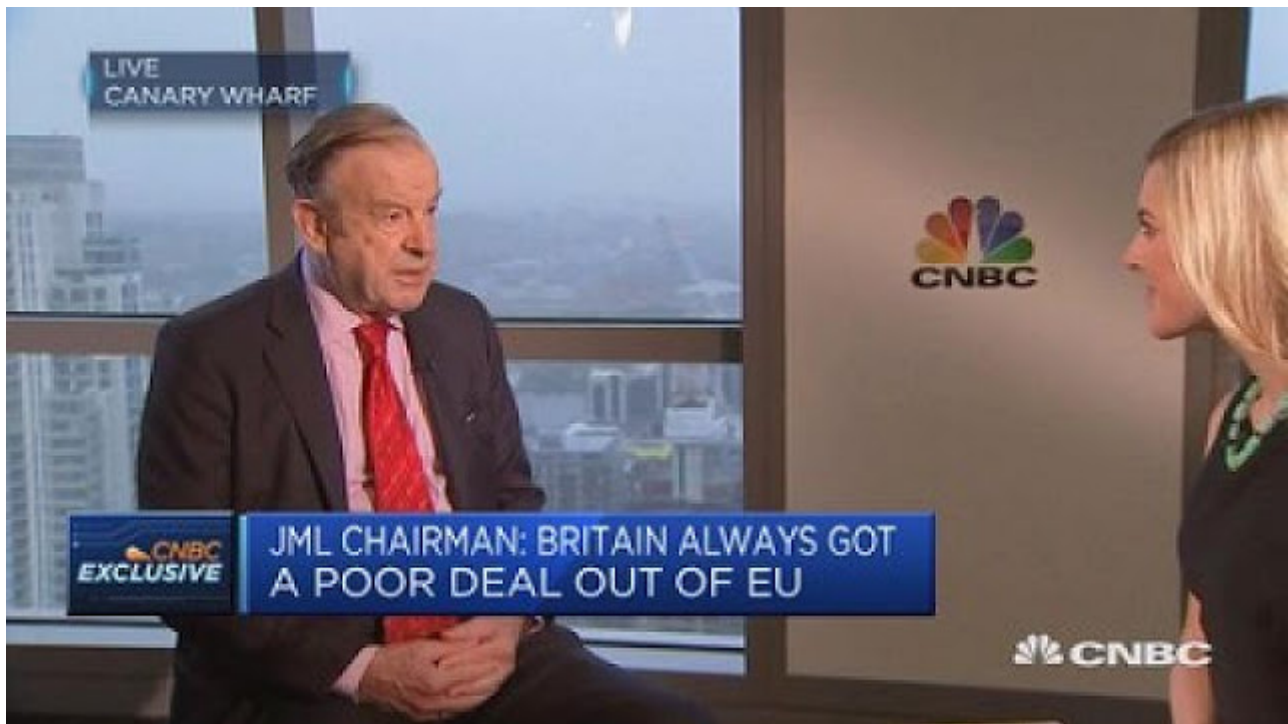 LIVE
CANARY WHARF
CNBC
CNBC
EXCLUSIVE
JML CHAIRMAN: BRITAIN ALWAYS GOT
A POOR DEAL OUT OF EU
CNBC